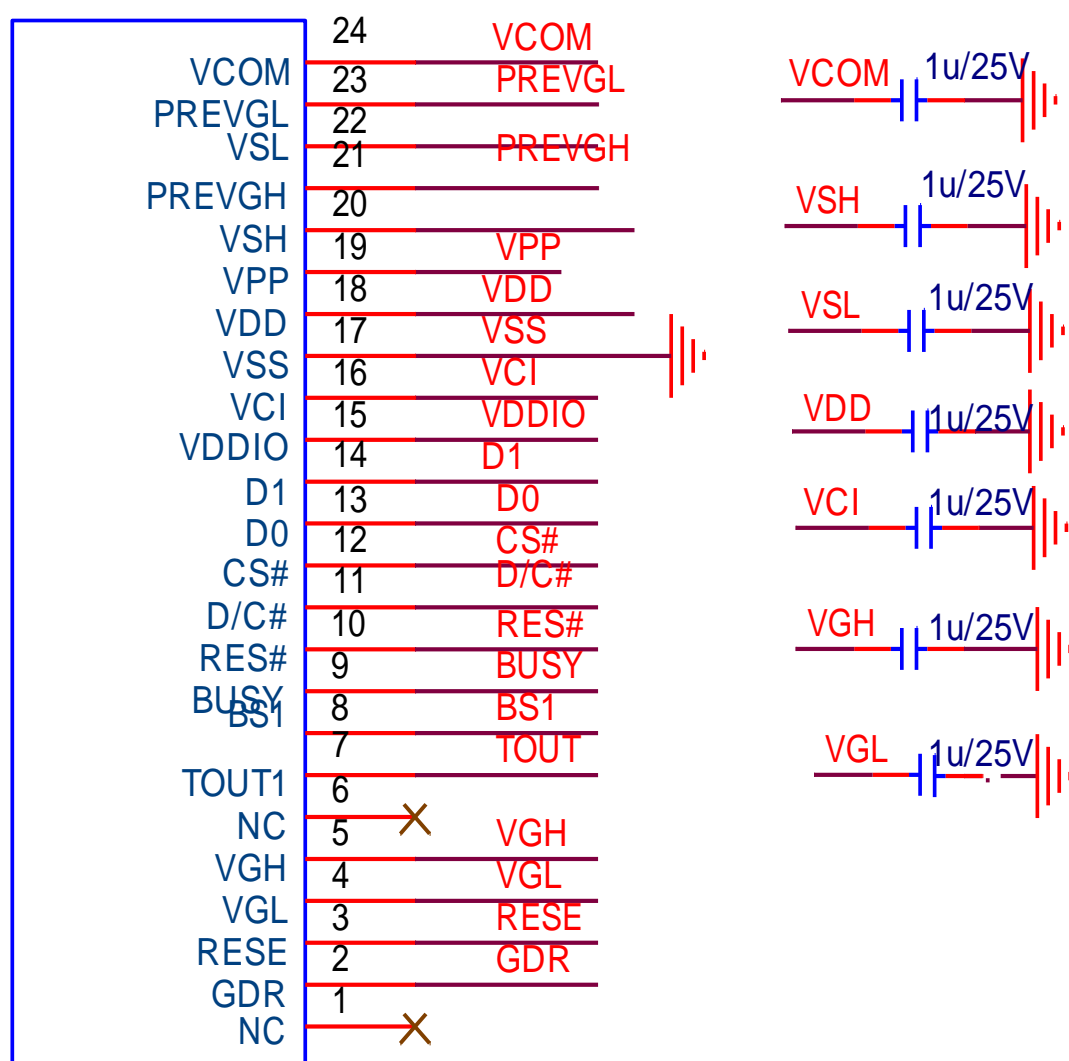 24 VCOM
VCOM 23 PREVGL
PREVGL 22
VSL 21 PREVGH
PREVGH 20
VSH 19 VPP
VPP 18 VDD
VDD 17 VSS
VSS 16 VCI
VCI 15 VDDIO
VDDIO 14 D1
D1 13 D0
D0 12 CS#
CS# 11 D/C#
D/C# 10 RES#
RES# 9 BUSY
BUSY
BS1 8 BS1
7 TOUT
TOUT1 6
NC 5 VGH
VGH 4 VGL
VGL 3 RESE
RESE 2 GDR
GDR 1
NC
VCOM 1u/25V
VSH 1u/25V
VSL 1u/25V
VDD 1u/25V
VCI 1u/25V
VGH 1u/25V
VGL 1u/25V